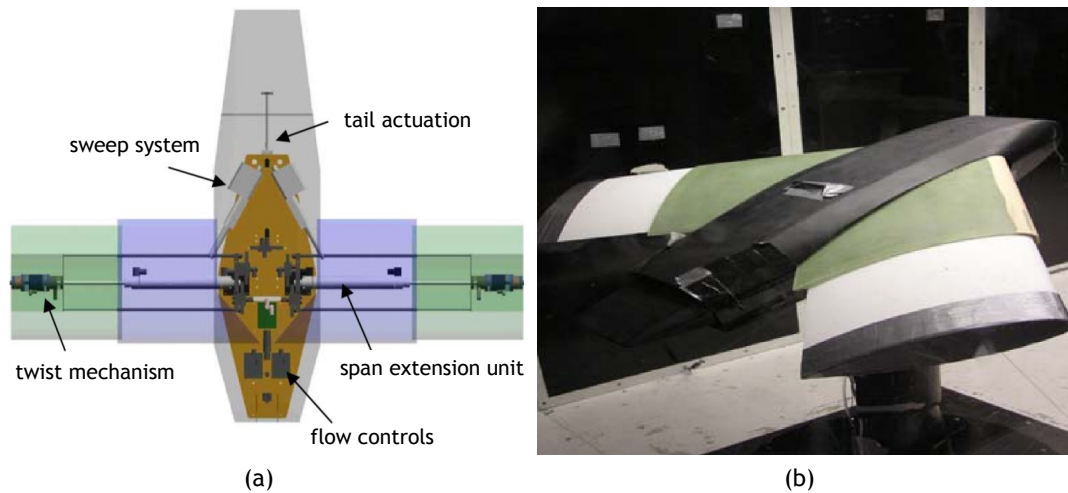 tail actuation
sweep system
twist mechanism
span extension unit
flow controls
(a)
(b)